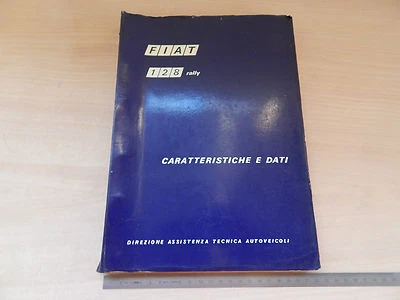 FIAT
128 rally
CARATTERISTICHE E DATI
DIREZIONE ASSISTENZA TECNICA AUTOVEICOLI